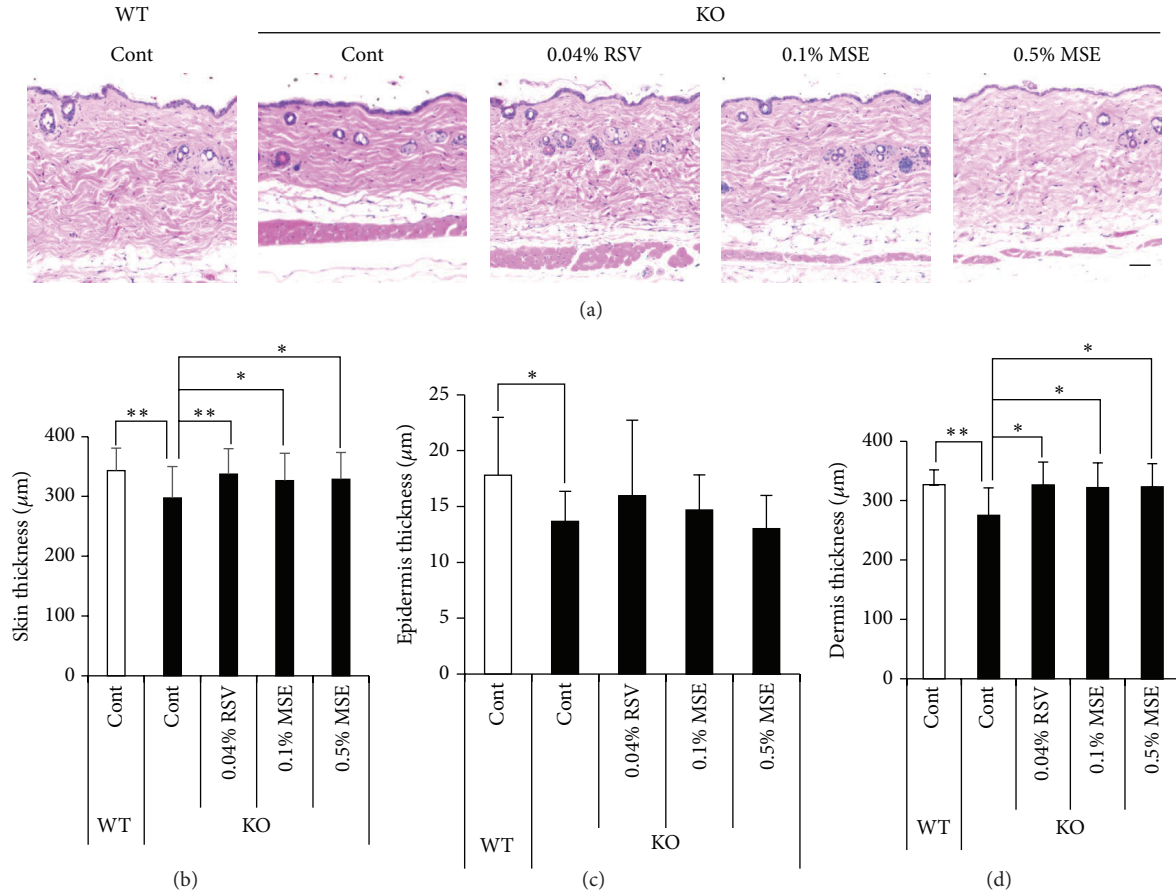 WT
KO
Cont
Cont
0.04% RSV
0.1% MSE
0.5% MSE
(a)
Skin thickness (μm)
400
300
200
100
0
**
**
*
*
Cont
Cont
0.04% RSV
0.1% MSE
0.5% MSE
WT
KO
(b)
Epidermis thickness (μm)
25
20
15
10
5
0
*
Cont
Cont
0.04% RSV
0.1% MSE
0.5% MSE
WT
KO
(c)
Dermis thickness (μm)
400
300
200
100
0
**
*
*
*
Cont
Cont
0.04% RSV
0.1% MSE
0.5% MSE
WT
KO
(d)